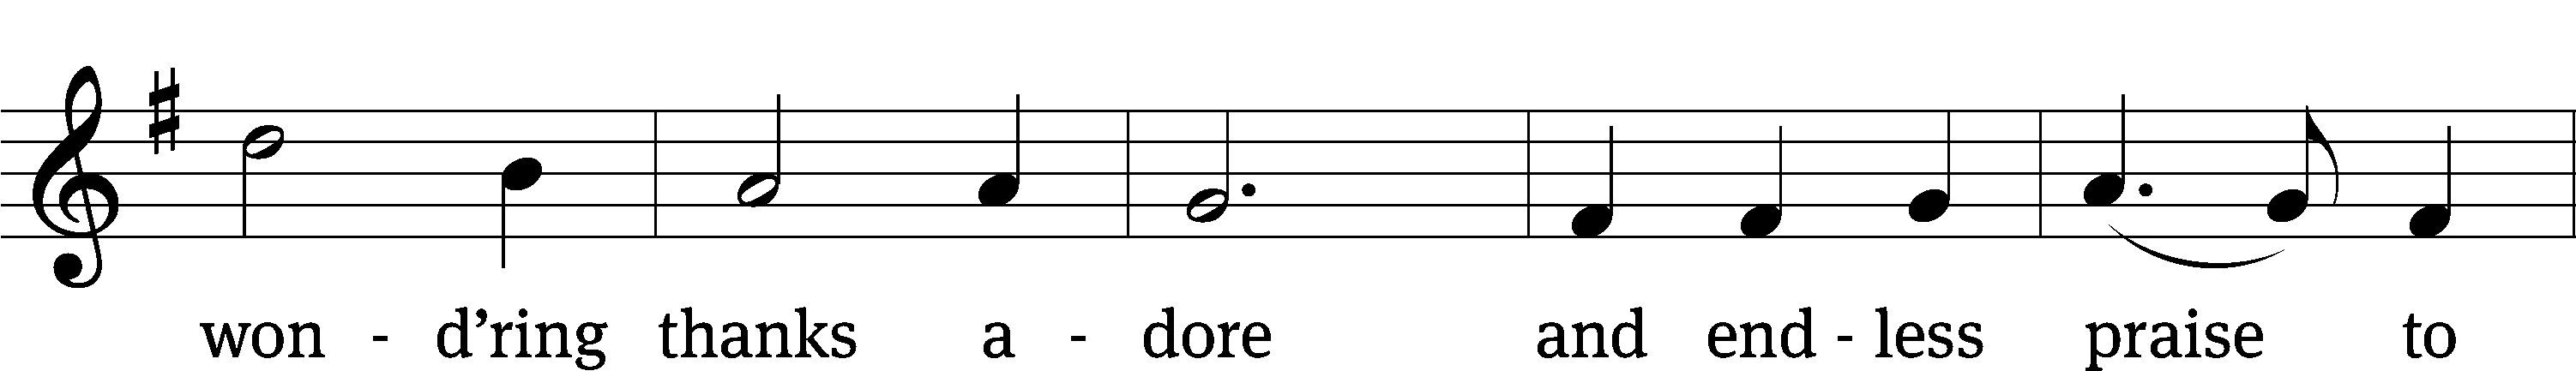 won - d’ring thanks a - dore and end - less praise to